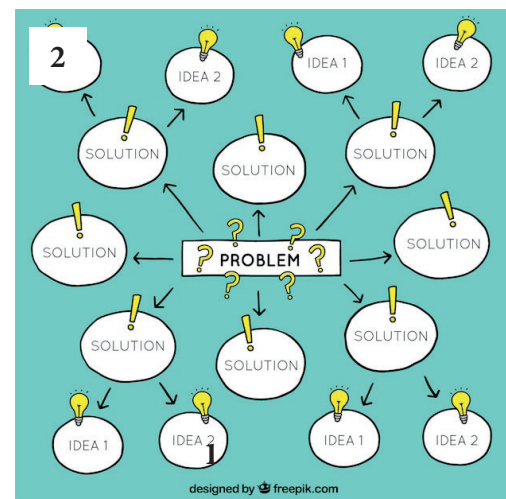 2
IDEA 2
IDEA 1
IDEA 2
SOLUTION
SOLUTION
SOLUTION
SOLUTION
PROBLEM
SOLUTION
SOLUTION
SOLUTION
SOLUTION
IDEA 1
IDEA 2
1
IDEA 1
IDEA 2
designed by freepik.com